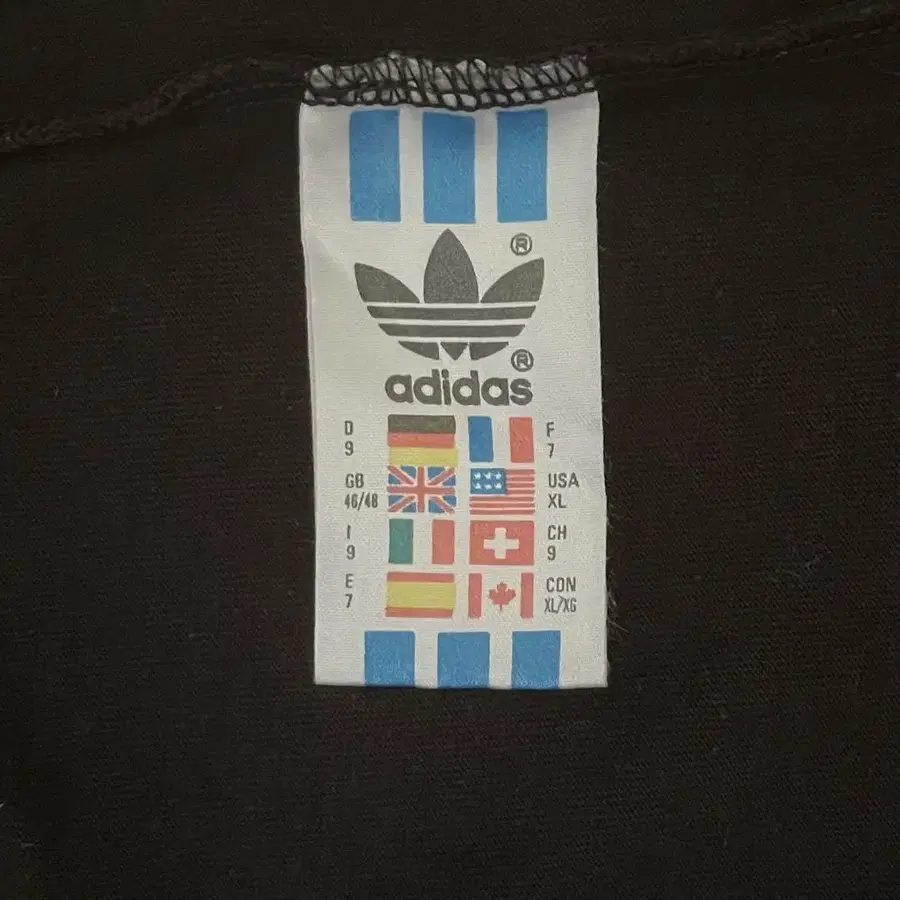 ®
®
adidas
D F
9 7
GB USA
46/48 XL
I CH
9 9
E CDN
7 XL/XG